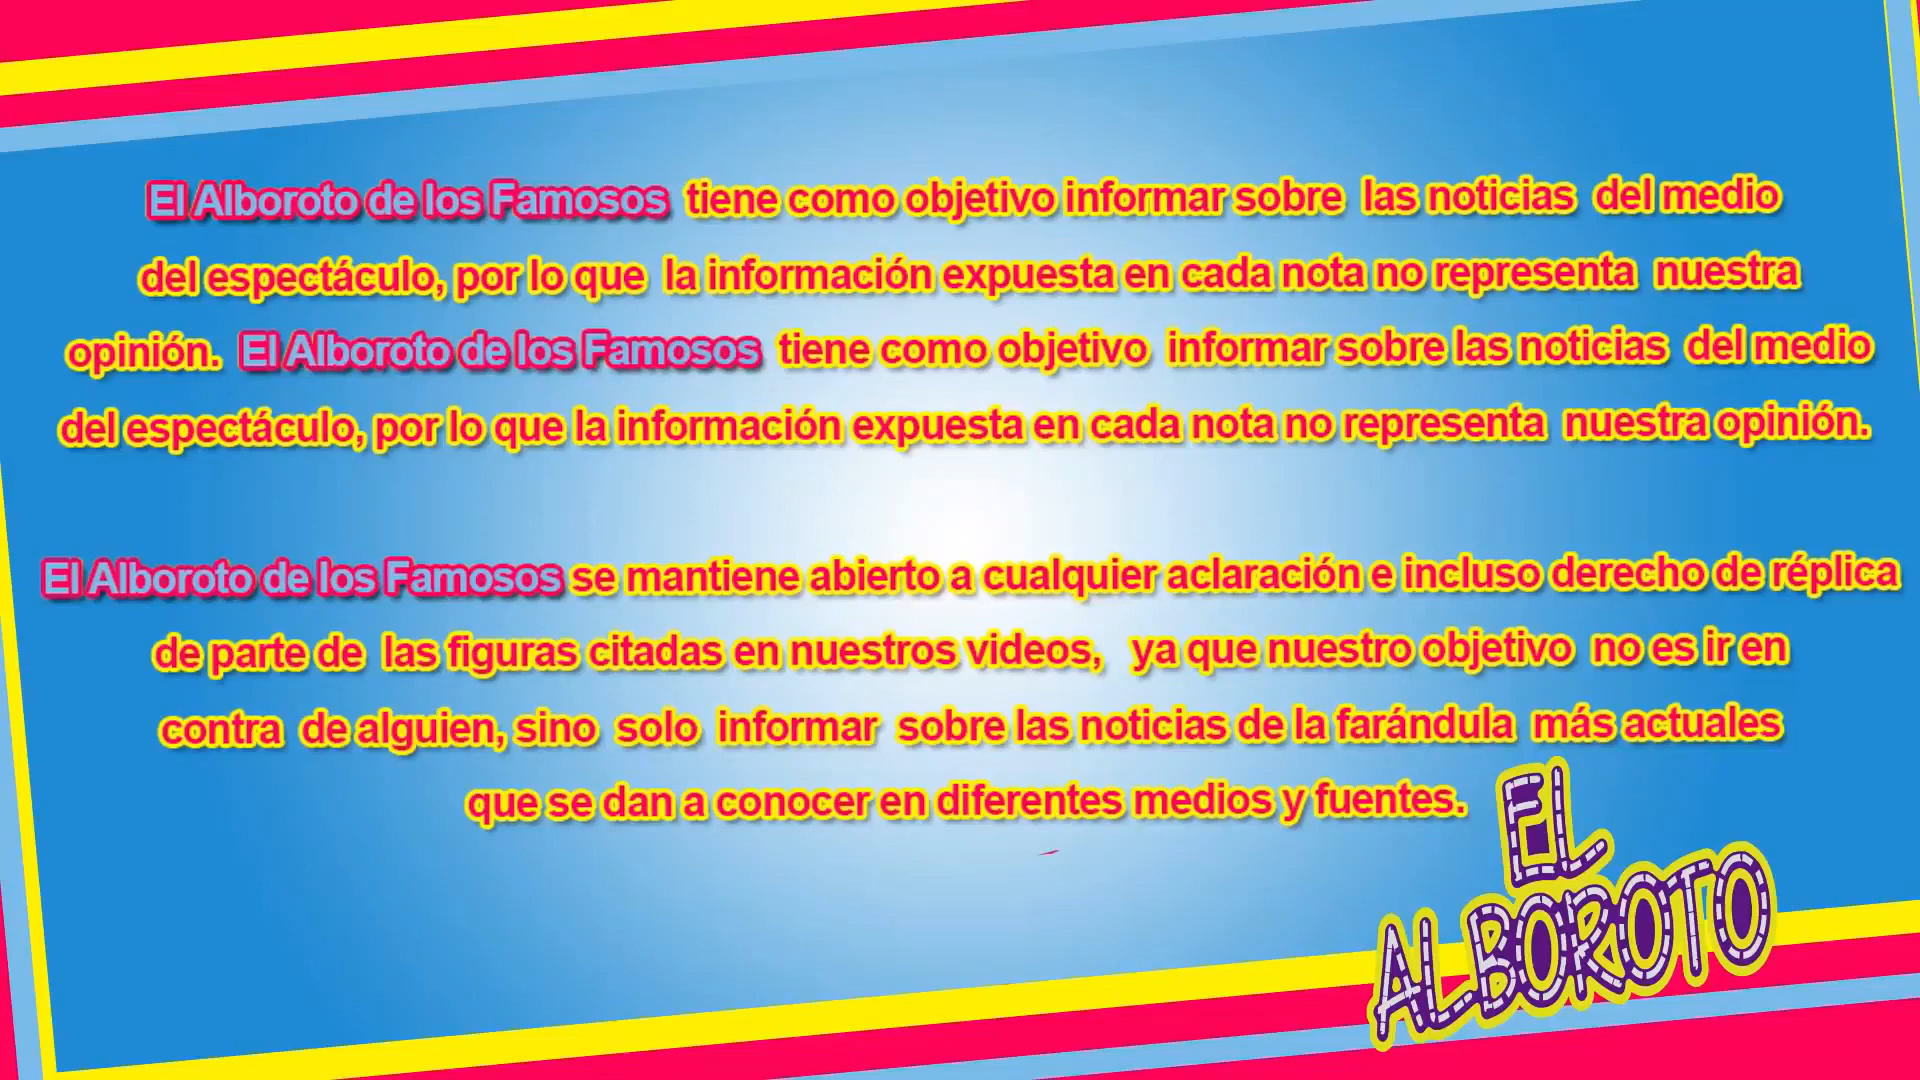 El Alboroto de los Famosos tiene como objetivo informar sobre las noticias del medio
del espectáculo, por lo que la información expuesta en cada nota no representa nuestra
opinión. El Alboroto de los Famosos tiene como objetivo informar sobre las noticias del medio
del espectáculo, por lo que la información expuesta en cada nota no representa nuestra opinión.
El Alboroto de los Famosos se mantiene abierto a cualquier aclaración e incluso derecho de réplica
de parte de las figuras citadas en nuestros videos, ya que nuestro objetivo no es ir en
contra de alguien, sino solo informar sobre las noticias de la farándula más actuales
que se dan a conocer en diferentes medios y fuentes.
EL
ALBOROTO